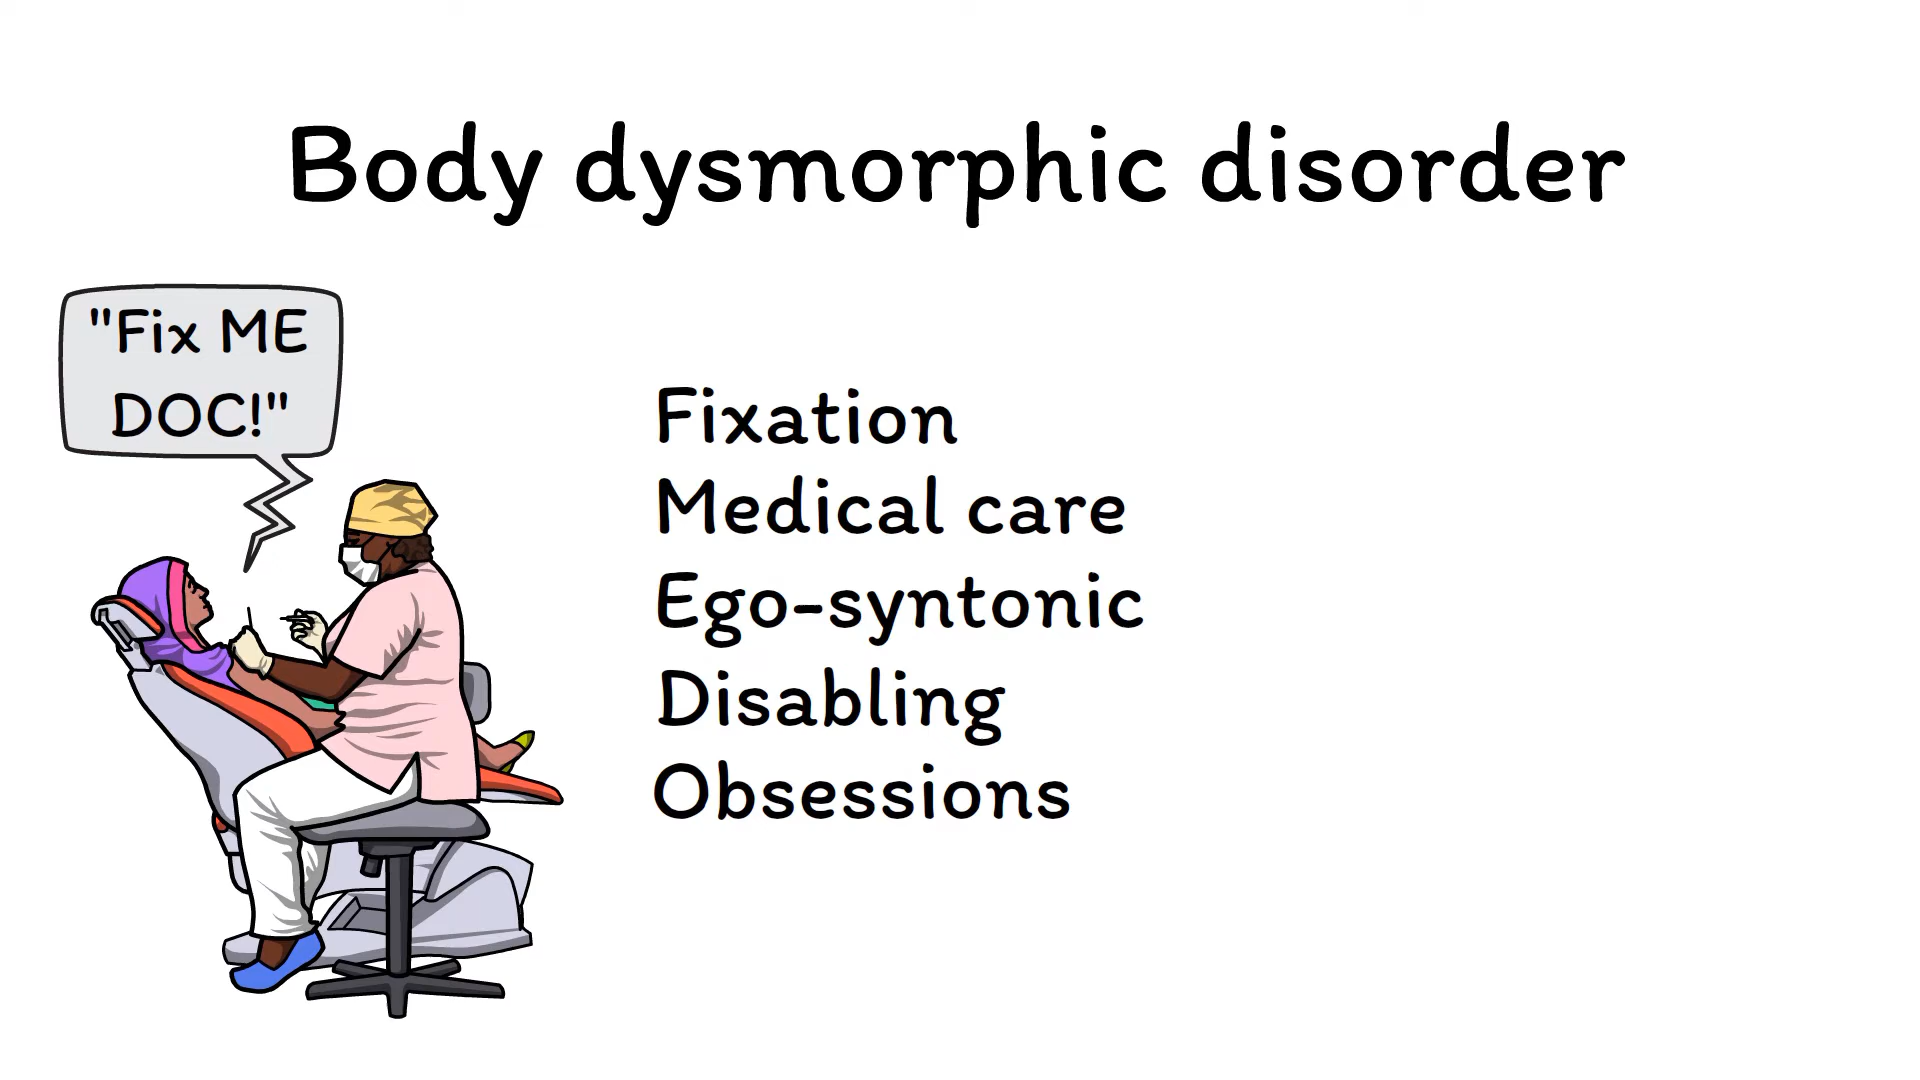 Body dysmorphic disorder
"Fix ME
DOC!"
Fixation
Medical care
Ego-syntonic
Disabling
Obsessions